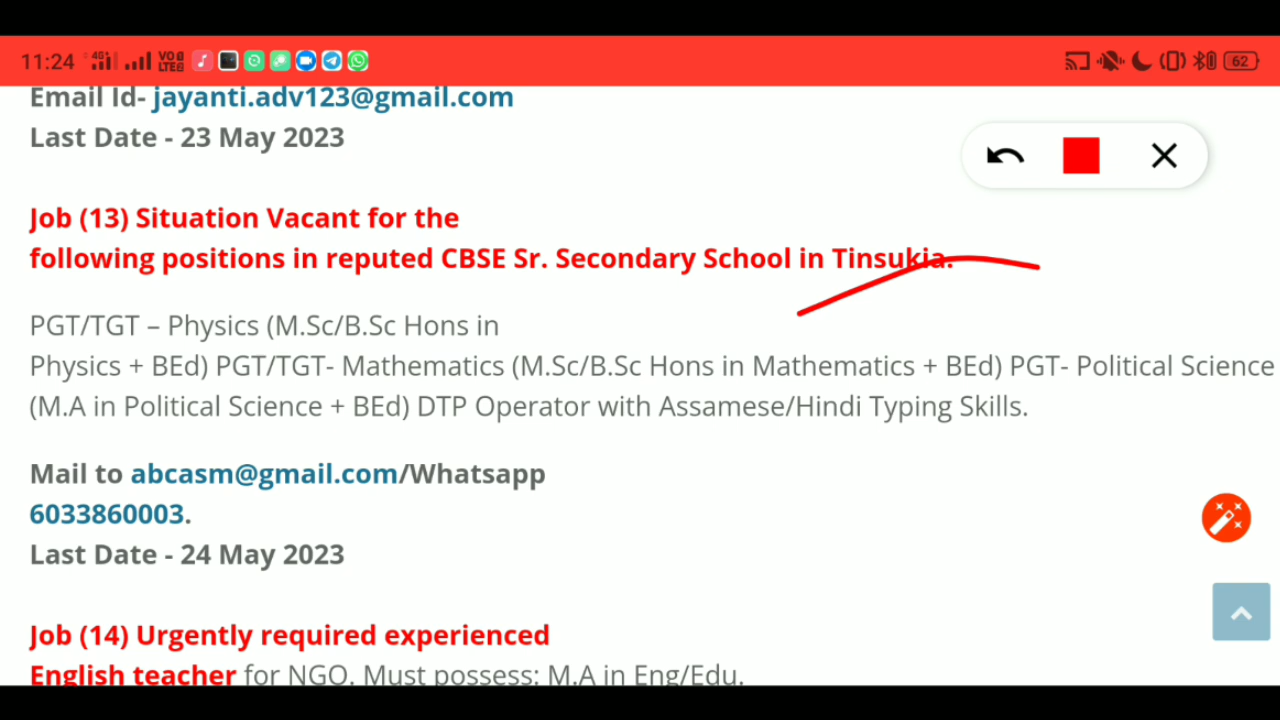 11:24 4G+ VO LTE 62
Email Id- jayanti.adv123@gmail.com
Last Date - 23 May 2023
Job (13) Situation Vacant for the
following positions in reputed CBSE Sr. Secondary School in Tinsukia.
PGT/TGT – Physics (M.Sc/B.Sc Hons in
Physics + BEd) PGT/TGT- Mathematics (M.Sc/B.Sc Hons in Mathematics + BEd) PGT- Political Science
(M.A in Political Science + BEd) DTP Operator with Assamese/Hindi Typing Skills.
Mail to abcasm@gmail.com/Whatsapp
6033860003.
Last Date - 24 May 2023
Job (14) Urgently required experienced
English teacher for NGO. Must possess: M.A in Eng/Edu.